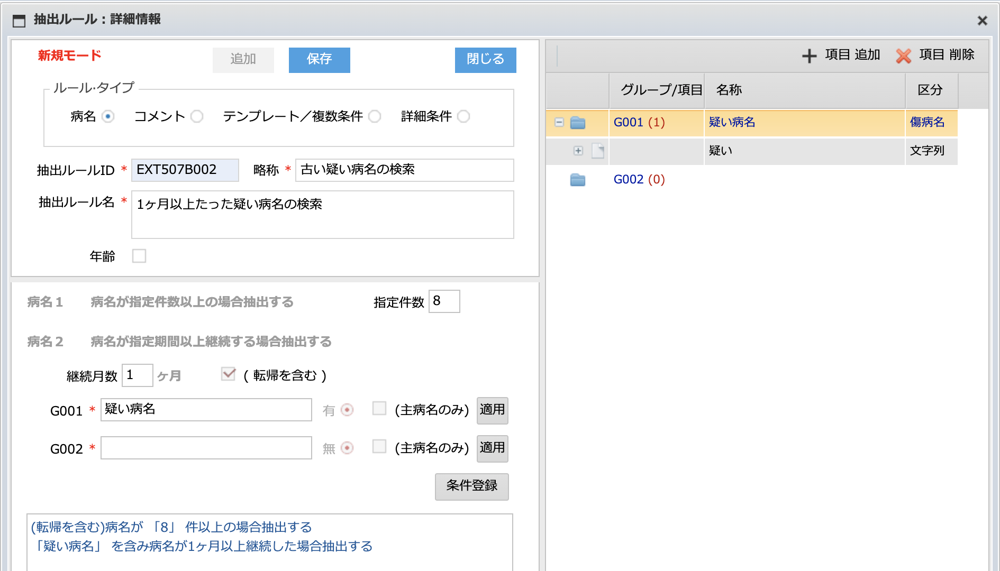 抽出ルール：詳細情報
新規モード
追加 保存 閉じる
ルール･タイプ
病名 コメント テンプレート／複数条件 詳細条件
抽出ルールID * EXT507B002 略称 * 古い疑い病名の検索
抽出ルール名 * 1ヶ月以上たった疑い病名の検索
年齢
病名１ 病名が指定件数以上の場合抽出する 指定件数 8
病名２ 病名が指定期間以上継続する場合抽出する
継続月数 1 ヶ月 ( 転帰を含む )
G001 * 疑い病名 有 (主病名のみ) 適用
G002 * 無 (主病名のみ) 適用
条件登録
(転帰を含む)病名が 「8」 件以上の場合抽出する
「疑い病名」 を含み病名が1ヶ月以上継続した場合抽出する
項目 追加 項目 削除
グループ/項目 名称 区分
G001 (1) 疑い病名 傷病名
疑い 文字列
G002 (0)